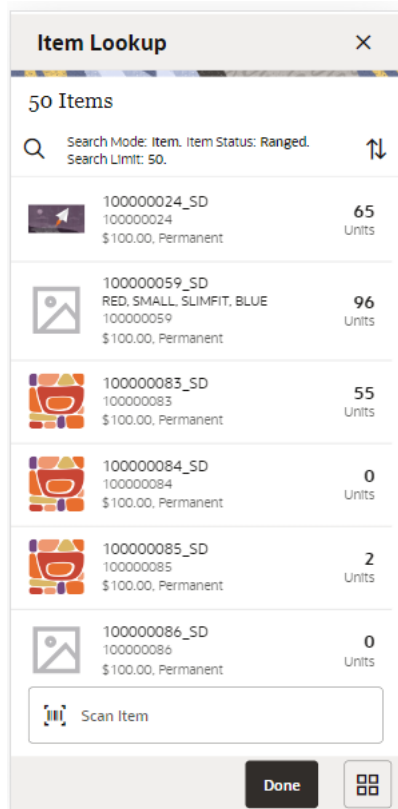 Item Lookup
50 Items
Search Mode: Item. Item Status: Ranged.
Search Limit: 50.
100000024_SD
100000024
$100.00, Permanent
65
Units
100000059_SD
RED, SMALL, SLIMFIT, BLUE
100000059
$100.00, Permanent
96
Units
100000083_SD
100000083
$100.00, Permanent
55
Units
100000084_SD
100000084
$100.00, Permanent
0
Units
100000085_SD
100000085
$100.00, Permanent
2
Units
100000086_SD
100000086
$100.00, Permanent
0
Units
Scan Item
Done